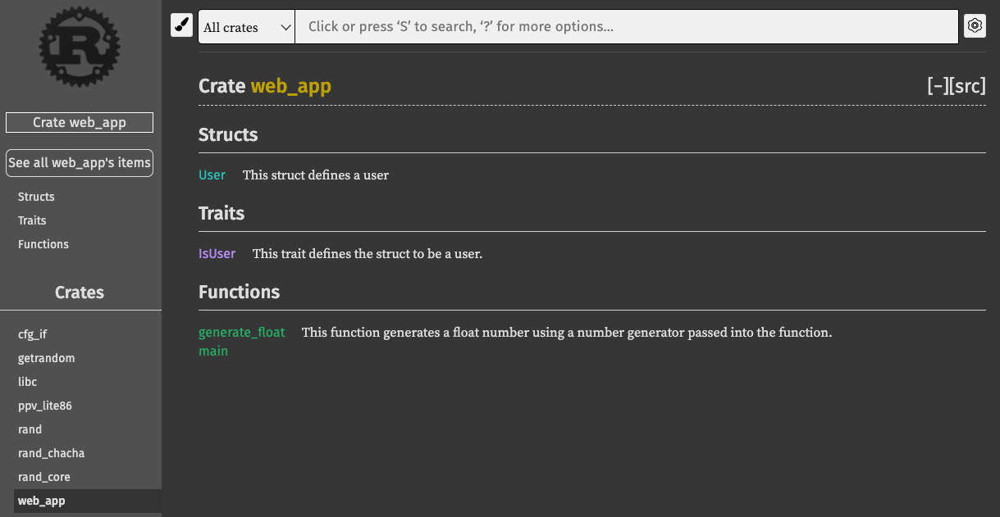 R
Crate web_app
See all web_app's items
Structs
Traits
Functions
Crates
cfg_if
getrandom
libc
ppv_lite86
rand
rand_chacha
rand_core
web_app
All crates
Click or press ‘S’ to search, ‘?’ for more options…
Crate web_app
[−][src]
Structs
User This struct defines a user
Traits
IsUser This trait defines the struct to be a user.
Functions
generate_float This function generates a float number using a number generator passed into the function.
main